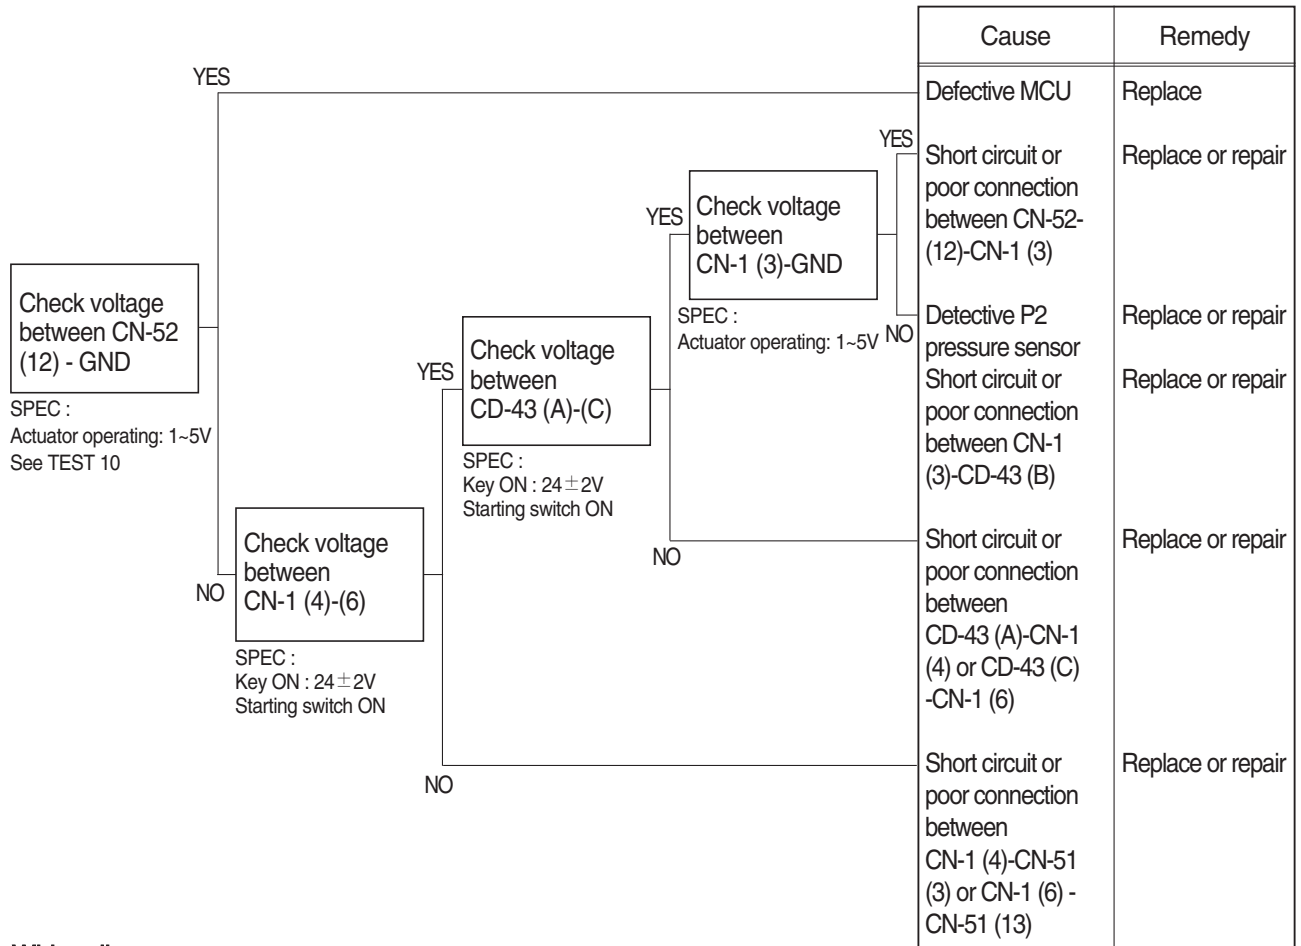 Cause
Remedy
YES
Defective MCU
Replace
YES
Short circuit or
poor connection
between CN-52-
(12)-CN-1 (3)
Replace or repair
YES
Check voltage
between
CN-1 (3)-GND
SPEC :
Actuator operating: 1~5V
NO
Detective P2
pressure sensor
Replace or repair
Short circuit or
poor connection
between CN-1
(3)-CD-43 (B)
Replace or repair
Check voltage
between CN-52
(12) - GND
SPEC :
Actuator operating: 1~5V
See TEST 10
YES
Check voltage
between
CD-43 (A)-(C)
SPEC :
Key ON : 24±2V
Starting switch ON
NO
Short circuit or
poor connection
between
CD-43 (A)-CN-1
(4) or CD-43 (C)
-CN-1 (6)
Replace or repair
NO
Check voltage
between
CN-1 (4)-(6)
SPEC :
Key ON : 24±2V
Starting switch ON
NO
Short circuit or
poor connection
between
CN-1 (4)-CN-51
(3) or CN-1 (6) -
CN-51 (13)
Replace or repair